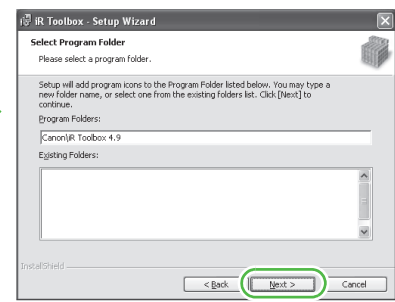 iR Toolbox - Setup Wizard
Select Program Folder
Please select a program folder.
Setup will add program icons to the Program Folder listed below. You may type a
new folder name, or select one from the existing folders list. Click [Next] to
continue.
Program Folders:
Canon\iR Toolbox 4.9
Existing Folders:
InstallShield
< Back Next > Cancel